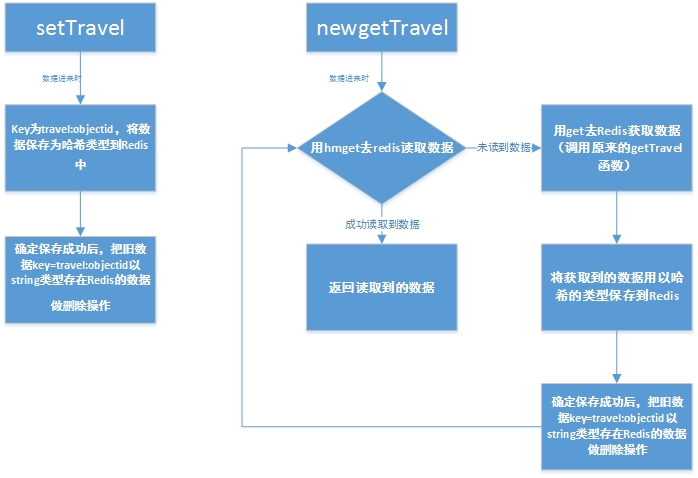 setTravel
数据进来时
Key为travel:objectid，将数
据保存为哈希类型到Redis
中
确定保存成功后，把旧数
据key=travel:objectid以
string类型存在Redis的数据
做删除操作
newgetTravel
数据进来时
用hmget去redis读取数据
未读到数据
成功读取到数据
返回读取到的数据
用get去Redis获取数据
（调用原来的getTravel
函数）
将获取到的数据用以哈
希的类型保存到Redis
确定保存成功后，把旧数
据key=travel:objectid以
string类型存在Redis的数据
做删除操作